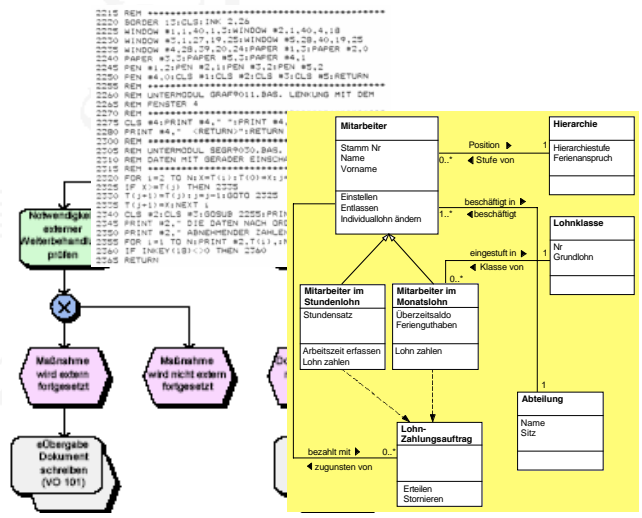 2215 REM
2220 BORDER 13:CLS:INK 2,26
2225 WINDOW #1,1,40,1,3:WINDOW #2,1,40,4,18
2230 WINDOW #3,1,27,19,25:WINDOW #5,28,40,19,25
2235 WINDOW #4,28,39,20,24:PAPER #1,3:PAPER #2,0
2240 PAPER #3,3:PAPER #5,3:PAPER #4,1
2245 PEN #1,2:PEN #2,1:PEN #3,2:PEN #5,2
2250 PEN #4,0:CLS #1:CLS #2:CLS #3:CLS #5:RETURN
2255 REM
2260 REM UNTERMODUL GRAF9011.BAS. LENKUNG MIT DEM
2265 REM FENSTER 4
2270 REM
2275 CLS #4:PRINT #4," ":PRINT #4,
2280 PRINT #4," <RETURN>":RETURN
2300 REM
2305 REM UNTERMODUL SEGR9030.BAS.
2310 REM DATEN MIT GERADER EINSCHA
2315 REM
2320 FOR i=2 TO N:X=T(i):T(0)=X:j=
2325 IF X>=T(j) THEN 2335
2330 T(j+1)=T(j):j=j-1:GOTO 2325
2335 T(j+1)=X:NEXT i
2340 CLS #2:CLS #3:GOSUB 2255:PRIN
2345 PRINT #2," DIE DATEN NACH ORD
2350 PRINT #2," ABNEHMENDER ZAHLE
2355 FOR i=1 TO N:PRINT #2,T(i),:N
2360 IF INKEY(18)<>0 THEN 2360
2365 RETURN
Notwendigkei
externer
Weiterbehandl
prüfen
X
Maßnahme
wird extern
fortgesetzt
Maßnahme
wird nicht extern
fortgesetzt
eÜbergabe
Dokument
schreiben
(VO 101)
Mitarbeiter
Stamm Nr
Name
Vorname
Einstellen
Entlassen
Individuallohn ändern
Position
1
0..*
Stufe von
Hierarchie
Hierarchiestufe
Ferienanspruch
beschäftigt in
1
1..*
beschäftigt
Lohnklasse
Nr
Grundlohn
eingestuft in
1
Klasse von
0..*
Mitarbeiter im
Stundenlohn
Stundensatz
Arbeitszeit erfassen
Lohn zahlen
Mitarbeiter im
Monatslohn
Überzeitsaldo
Ferienguthaben
Lohn zahlen
1
Abteilung
Name
Sitz
Lohn-
Zahlungsauftrag
Erteilen
Stornieren
bezahlt mit
0..*
zugunsten von